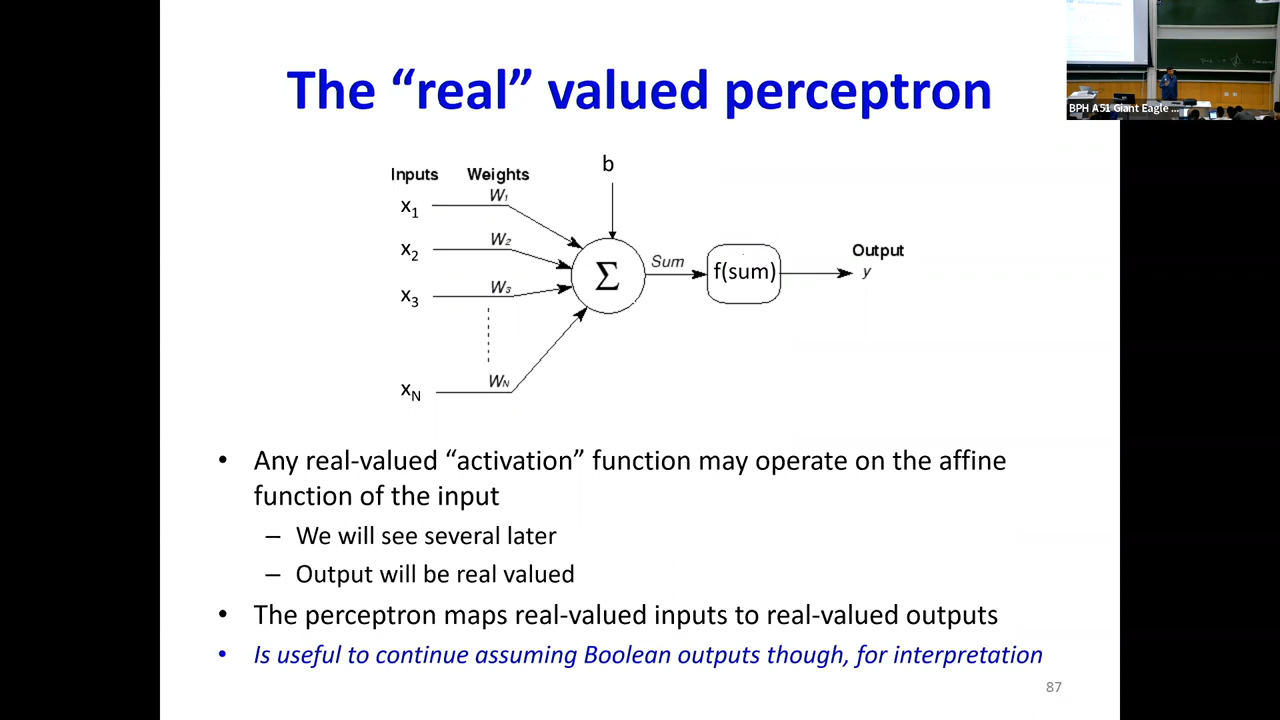 The “real” valued perceptron
BPH A51 Giant Eagle ...
b
Inputs Weights
x1 W1
x2 W2
x3 W3
xN WN
Σ
Sum
f(sum)
Output
y
• Any real-valued “activation” function may operate on the affine
function of the input
– We will see several later
– Output will be real valued
• The perceptron maps real-valued inputs to real-valued outputs
• Is useful to continue assuming Boolean outputs though, for interpretation
87